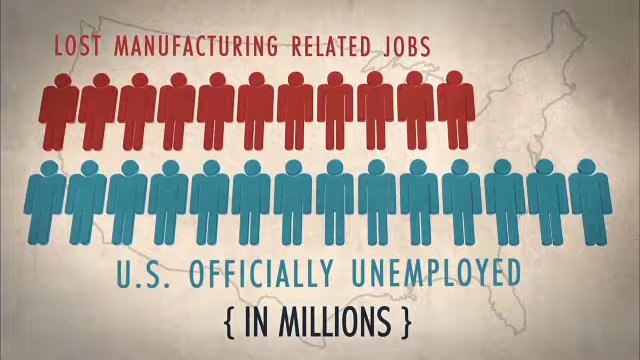 LOST MANUFACTURING RELATED JOBS
U.S. OFFICIALLY UNEMPLOYED
{ IN MILLIONS }